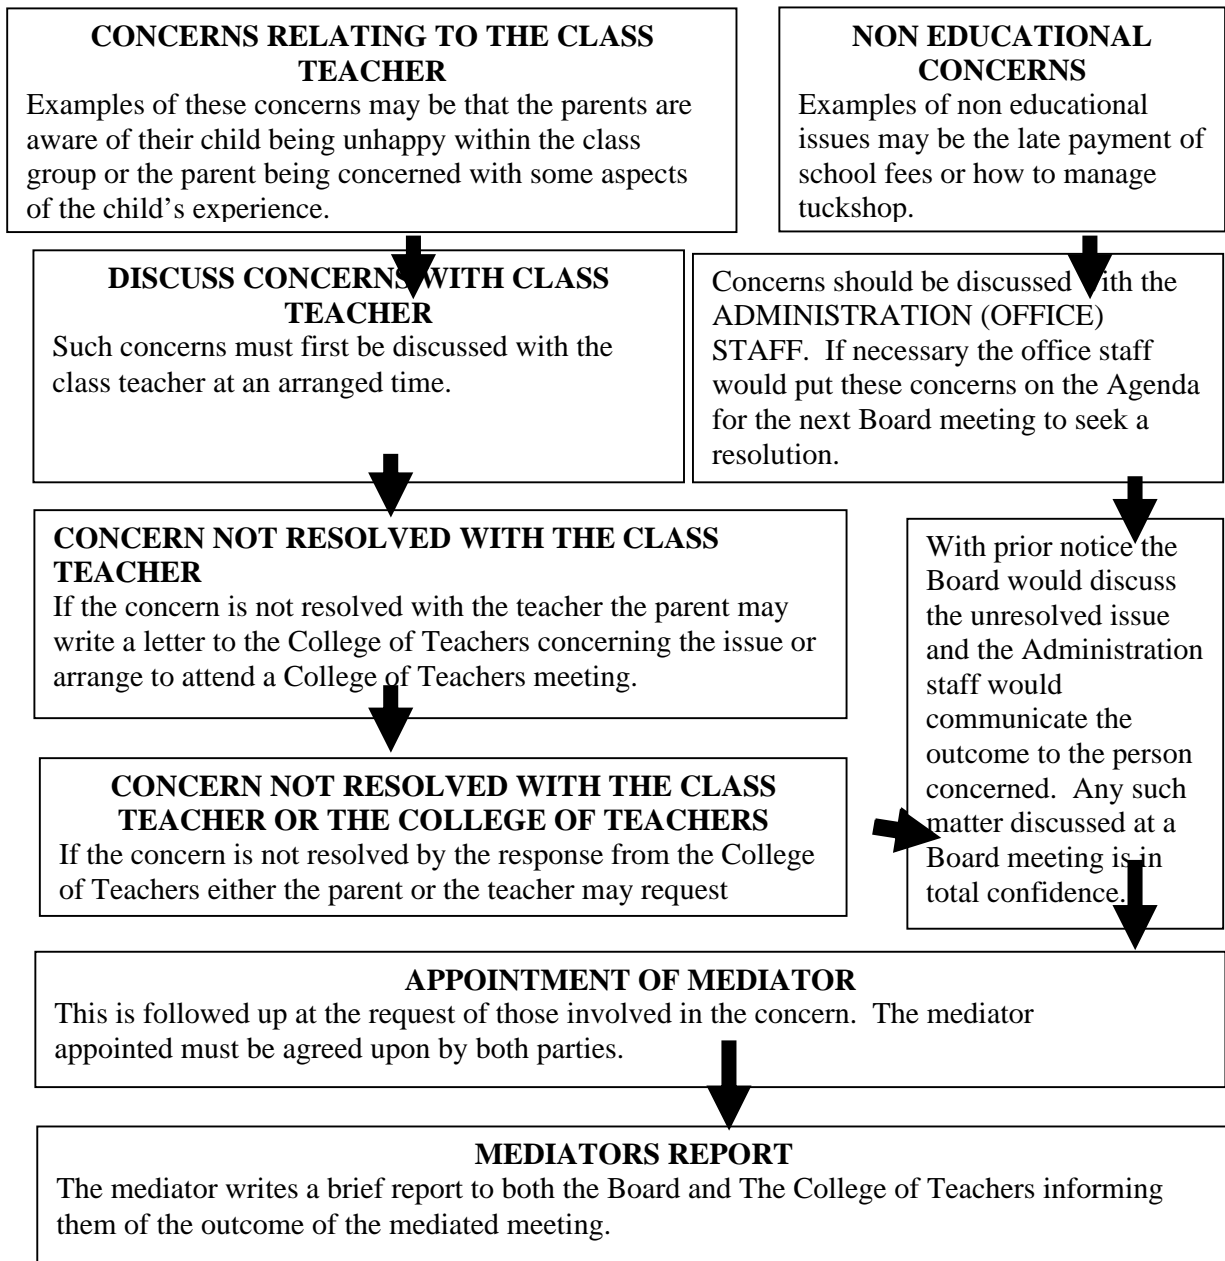 CONCERNS RELATING TO THE CLASS
TEACHER
Examples of these concerns may be that the parents are
aware of their child being unhappy within the class
group or the parent being concerned with some aspects
of the child’s experience.
NON EDUCATIONAL
CONCERNS
Examples of non educational
issues may be the late payment of
school fees or how to manage
tuckshop.
DISCUSS CONCERNS WITH CLASS
TEACHER
Such concerns must first be discussed with the
class teacher at an arranged time.
Concerns should be discussed with the
ADMINISTRATION (OFFICE)
STAFF.  If necessary the office staff
would put these concerns on the Agenda
for the next Board meeting to seek a
resolution.
CONCERN NOT RESOLVED WITH THE CLASS
TEACHER
If the concern is not resolved with the teacher the parent may
write a letter to the College of Teachers concerning the issue or
arrange to attend a College of Teachers meeting.
With prior notice the
Board would discuss
the unresolved issue
and the Administration
staff would
communicate the
outcome to the person
concerned.  Any such
matter discussed at a
Board meeting is in
total confidence.
CONCERN NOT RESOLVED WITH THE CLASS
TEACHER OR THE COLLEGE OF TEACHERS
If the concern is not resolved by the response from the College
of Teachers either the parent or the teacher may request
APPOINTMENT OF MEDIATOR
This is followed up at the request of those involved in the concern.  The mediator
appointed must be agreed upon by both parties.
MEDIATORS REPORT
The mediator writes a brief report to both the Board and The College of Teachers informing
them of the outcome of the mediated meeting.